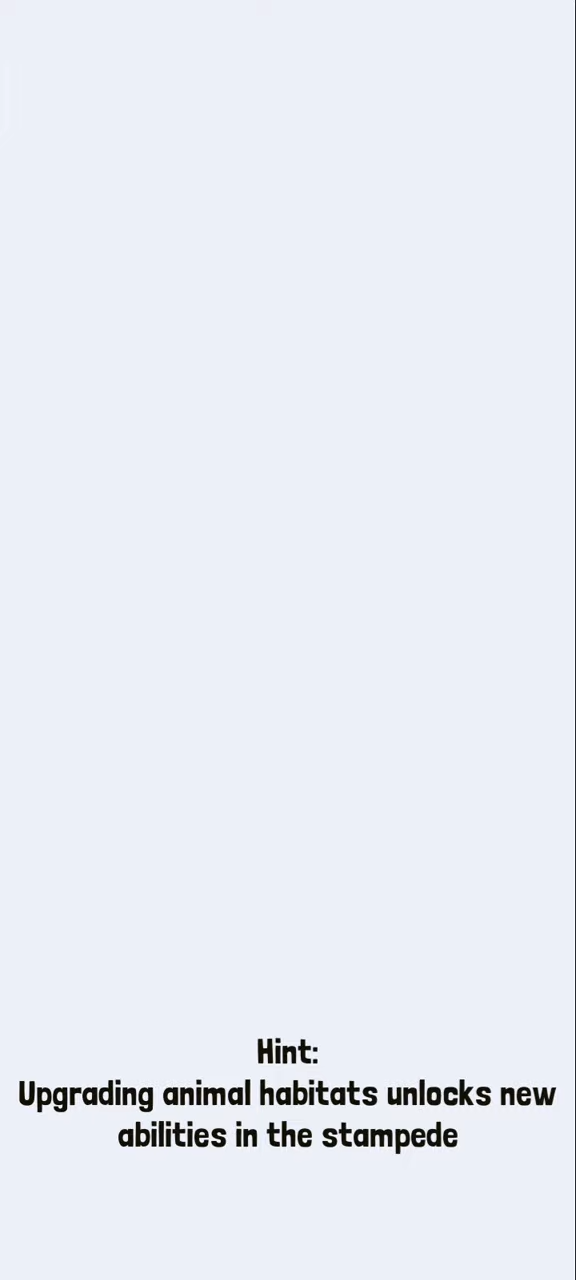 Hint:
Upgrading animal habitats unlocks new
abilities in the stampede